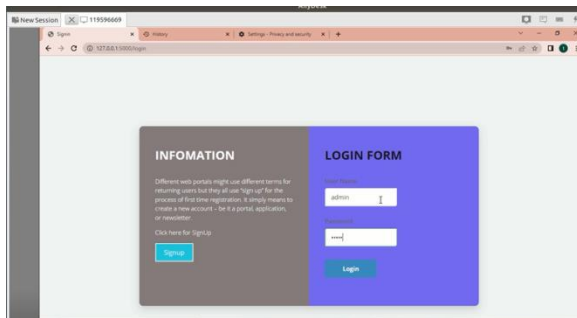 AnyDesk
New Session 119596669
Signin History Settings - Privacy and security
127.0.0.1:5000/login
INFOMATION
Different web portals might use different terms for
returning users but they all use "sign up" for the
process of first time registration. It simply means to
create a new account – be it a portal, application,
or newsletter.
Click here for SignUp
Signup
LOGIN FORM
User Name
admin
Password
Login